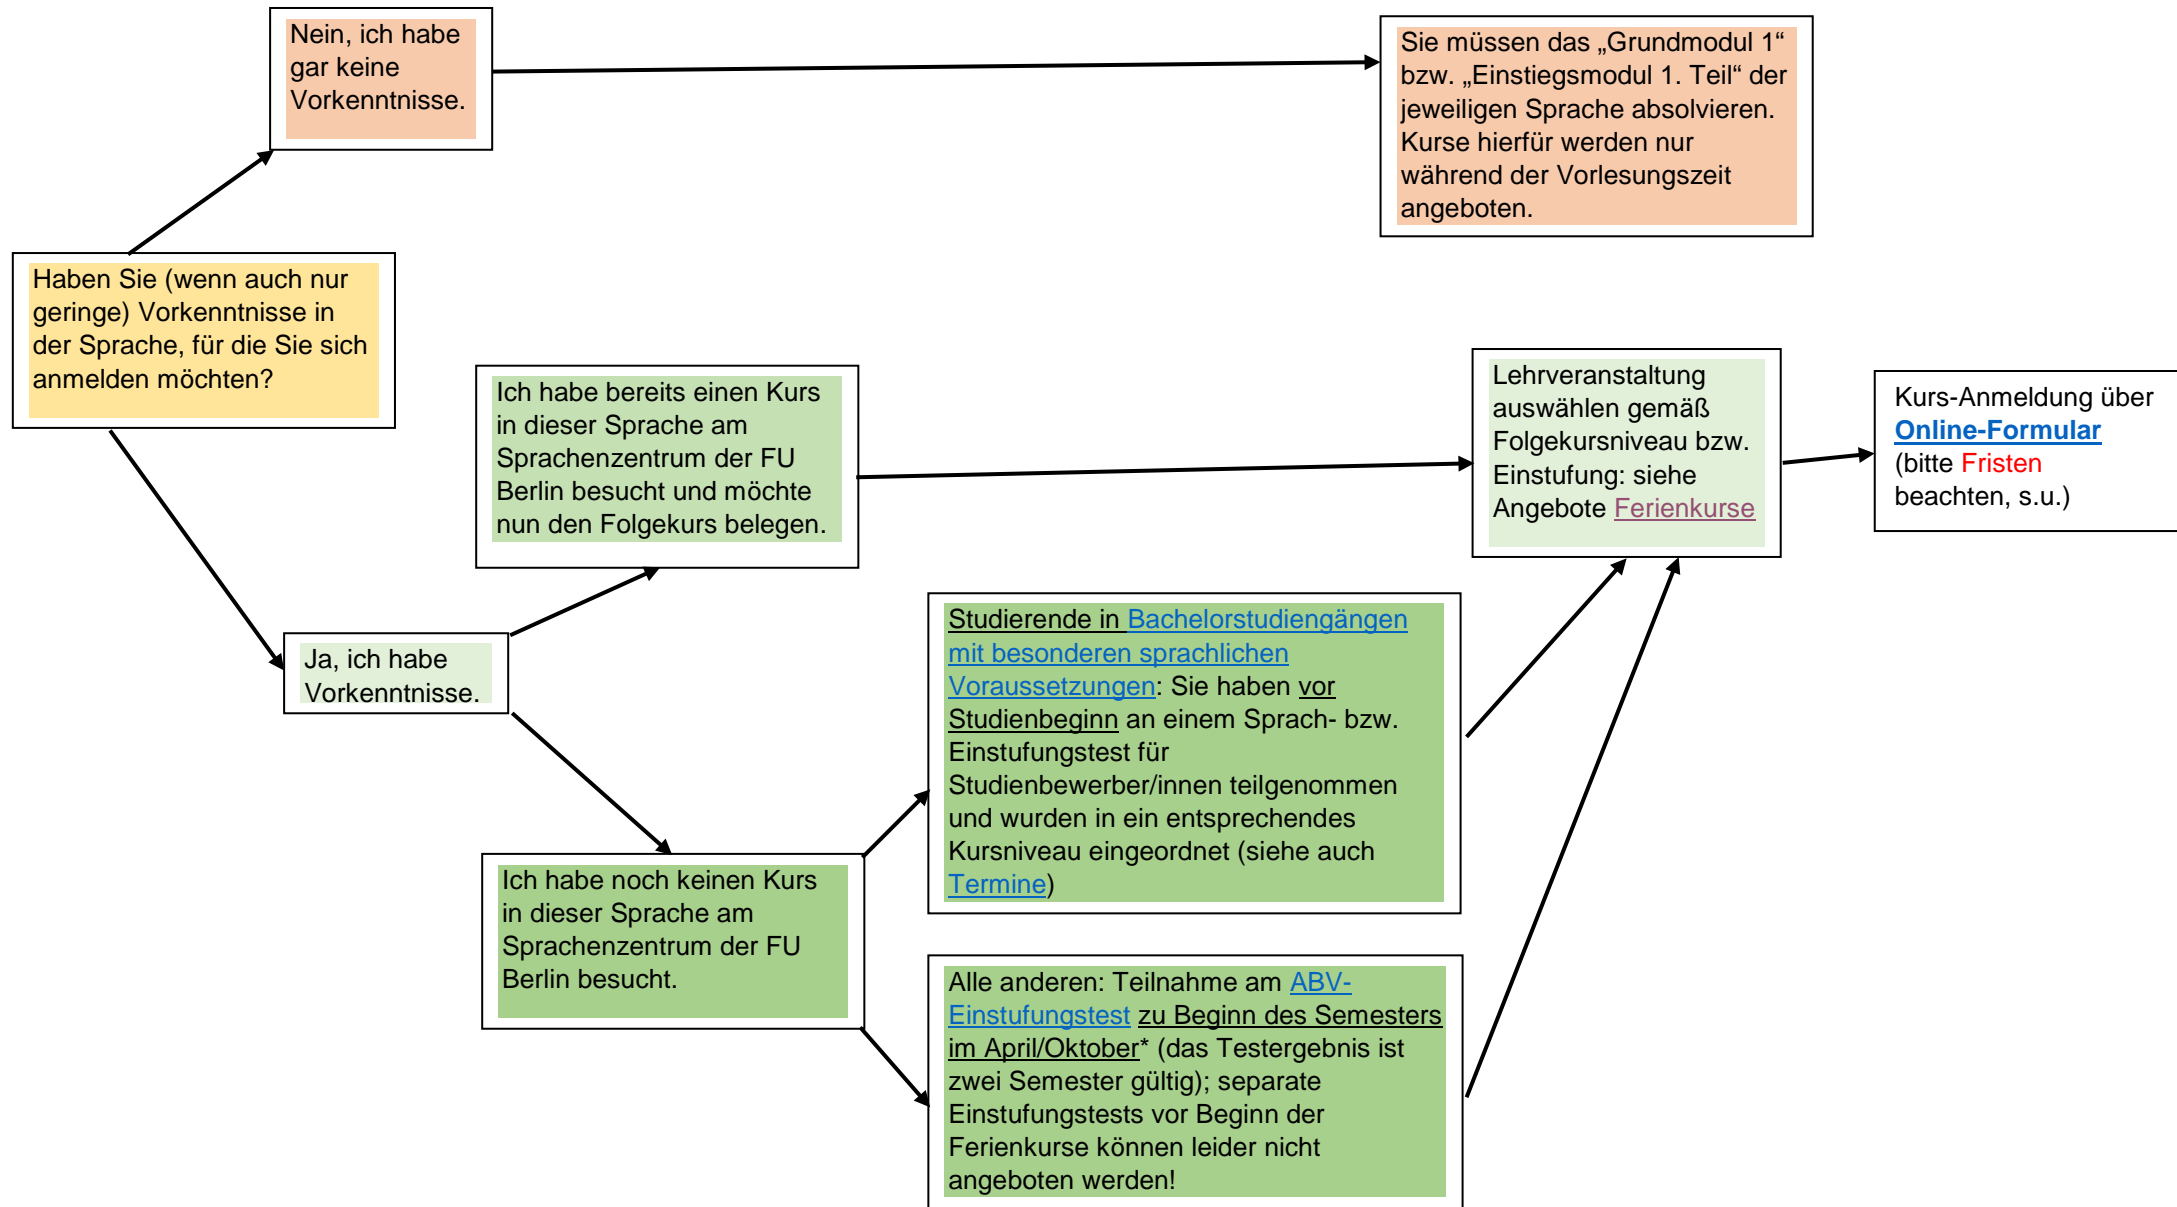 Nein, ich habe
gar keine
Vorkenntnisse.
Sie müssen das „Grundmodul 1“
bzw. „Einstiegsmodul 1. Teil“ der
jeweiligen Sprache absolvieren.
Kurse hierfür werden nur
während der Vorlesungszeit
angeboten.
Haben Sie (wenn auch nur
geringe) Vorkenntnisse in
der Sprache, für die Sie sich
anmelden möchten?
Ich habe bereits einen Kurs
in dieser Sprache am
Sprachenzentrum der FU
Berlin besucht und möchte
nun den Folgekurs belegen.
Lehrveranstaltung
auswählen gemäß
Folgekursniveau bzw.
Einstufung: siehe
Angebote Ferienkurse
Kurs-Anmeldung über
Online-Formular
(bitte Fristen
beachten, s.u.)
Ja, ich habe
Vorkenntnisse.
Studierende in Bachelorstudiengängen
mit besonderen sprachlichen
Voraussetzungen: Sie haben vor
Studienbeginn an einem Sprach- bzw.
Einstufungstest für
Studienbewerber/innen teilgenommen
und wurden in ein entsprechendes
Kursniveau eingeordnet (siehe auch
Termine)
Ich habe noch keinen Kurs
in dieser Sprache am
Sprachenzentrum der FU
Berlin besucht.
Alle anderen: Teilnahme am ABV-
Einstufungstest zu Beginn des Semesters
im April/Oktober* (das Testergebnis ist
zwei Semester gültig); separate
Einstufungstests vor Beginn der
Ferienkurse können leider nicht
angeboten werden!